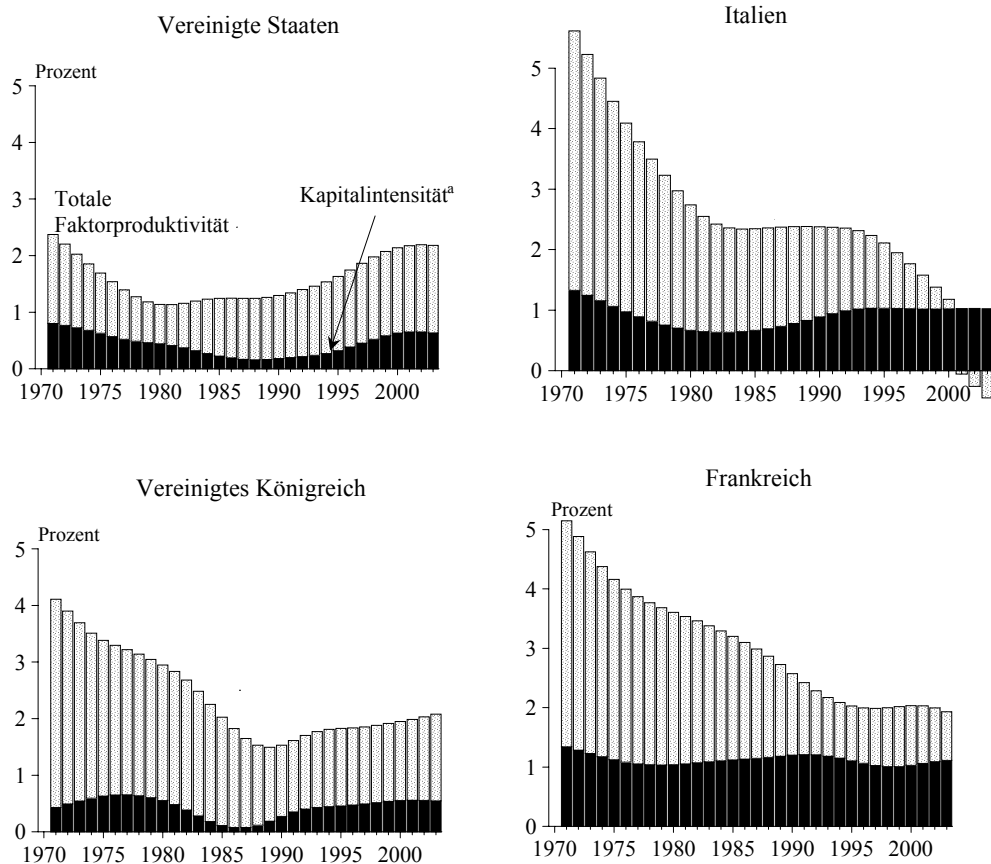 Vereinigte Staaten
Prozent
5
4
3
2
1
0
Totale
Faktorproduktivität
Kapitalintensitätᵃ
1970 1975 1980 1985 1990 1995 2000
Italien
5
4
3
2
1
0
1970 1975 1980 1985 1990 1995 2000
Vereinigtes Königreich
Prozent
5
4
3
2
1
0
1970 1975 1980 1985 1990 1995 2000
Frankreich
Prozent
5
4
3
2
1
0
1970 1975 1980 1985 1990 1995 2000